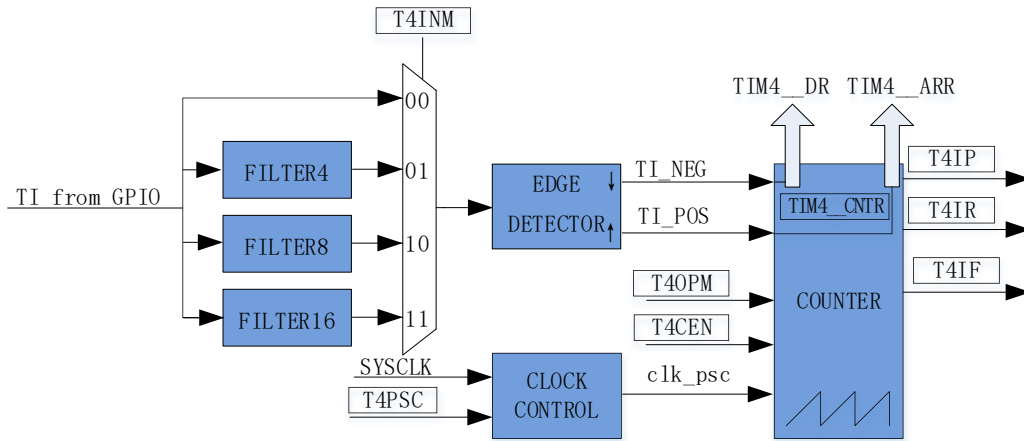 T4INM
TIM4__DR
TIM4__ARR
00
T4IP
FILTER4
01
EDGE
↓
TI_NEG
TI from GPIO
TIM4__CNTR
T4IR
DETECTOR
↑
TI_POS
FILTER8
10
T4IF
T4OPM
COUNTER
FILTER16
11
T4CEN
SYSCLK
CLOCK
clk_psc
T4PSC
CONTROL